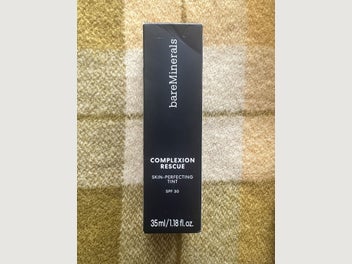 bareMinerals
COMPLEXION
RESCUE
SKIN-PERFECTING
TINT
SPF 30
35ml/1.18 fl.oz.